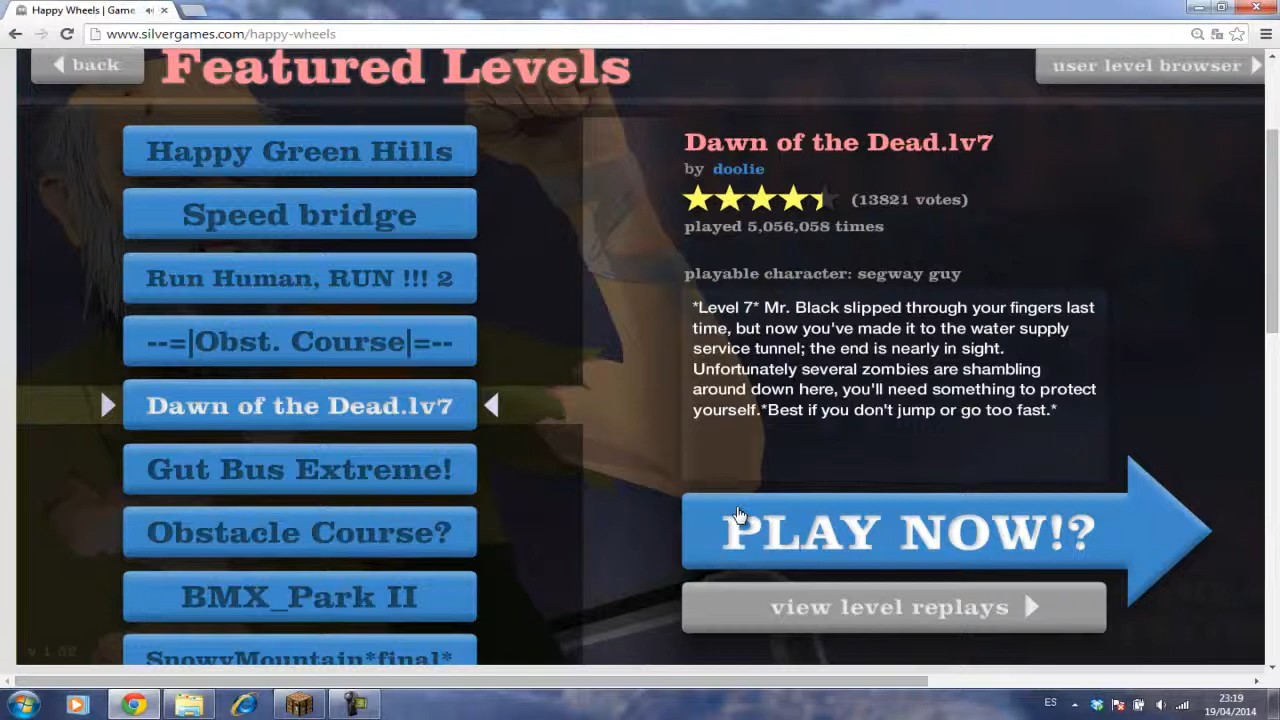 Happy Wheels | Game
www.silvergames.com/happy-wheels
back
Featured Levels
user level browser
Happy Green Hills
Speed bridge
Run Human, RUN !!! 2
--=|Obst. Course|=--
Dawn of the Dead.lv7
Gut Bus Extreme!
Obstacle Course?
BMX_Park II
SnowyMountain*final*
Dawn of the Dead.lv7
by doolie
(13821 votes)
played 5,056,058 times
playable character: segway guy
*Level 7* Mr. Black slipped through your fingers last
time, but now you've made it to the water supply
service tunnel; the end is nearly in sight.
Unfortunately several zombies are shambling
around down here, you'll need something to protect
yourself.*Best if you don't jump or go too fast.*
PLAY NOW!?
view level replays
v 1.52
ES
23:19
19/04/2014